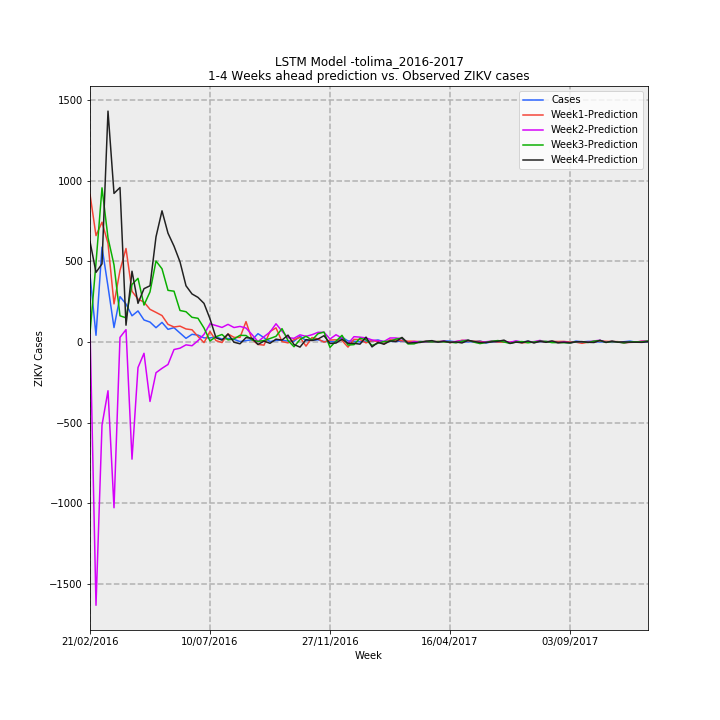 LSTM Model -tolima_2016-2017
1-4 Weeks ahead prediction vs. Observed ZIKV cases
Cases
Week1-Prediction
Week2-Prediction
Week3-Prediction
Week4-Prediction
1500
1000
500
0
−500
−1000
−1500
ZIKV Cases
21/02/2016 10/07/2016 27/11/2016 16/04/2017 03/09/2017
Week